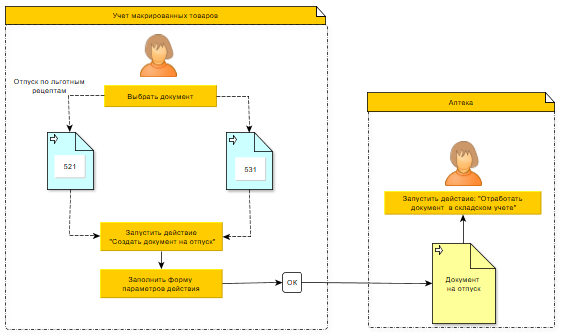 Учет макрированных товаров
Отпуск по льготным
рецептам
Выбрать документ
521
531
Запустить действие
"Создать документ на отпуск"
Заполнить форму
параметров действия
ОК
Аптека
Запустить действие: "Отработать
документ в складском учете"
Документ
на отпуск